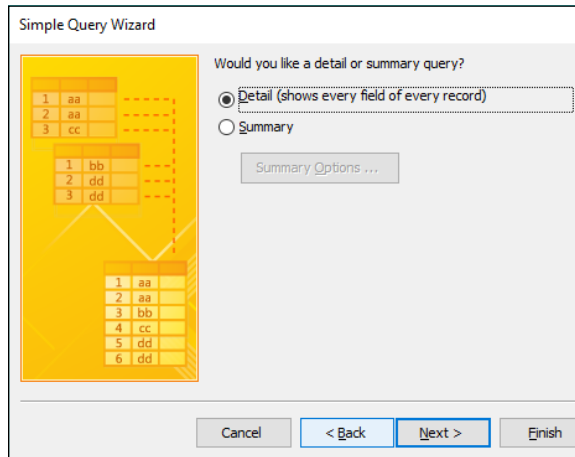 Simple Query Wizard
Would you like a detail or summary query?
Detail (shows every field of every record)
Summary
Summary Options ...
1 aa
2 aa
3 cc
1 bb
2 dd
3 dd
1 aa
2 aa
3 bb
4 cc
5 dd
6 dd
Cancel < Back Next > Finish